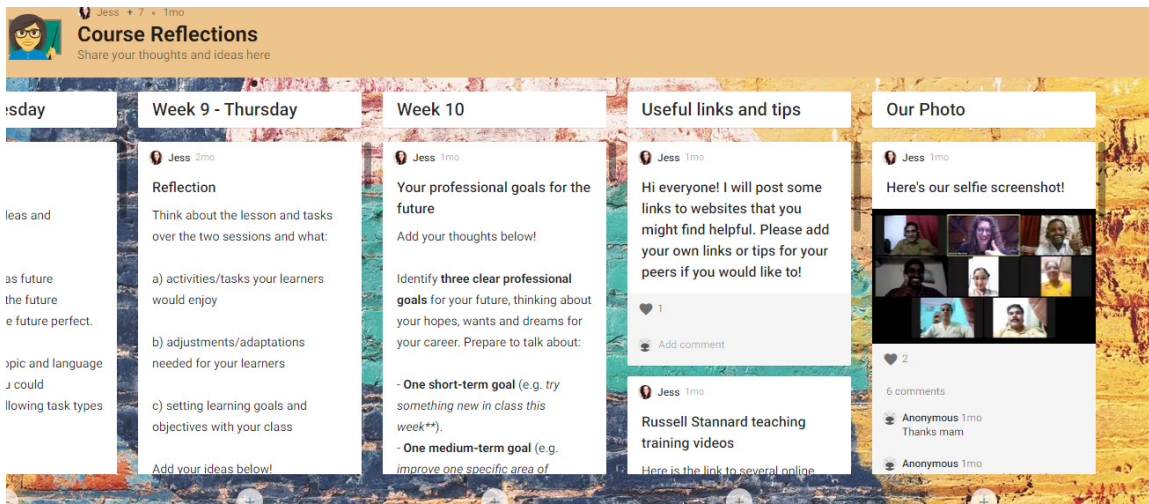 Jess + 7 • 1mo
Course Reflections
Share your thoughts and ideas here
sday
leas and
as future
the future
e future perfect.
opic and language
u could
llowing task types
Week 9 - Thursday
Jess 2mo
Reflection
Think about the lesson and tasks
over the two sessions and what:
a) activities/tasks your learners
would enjoy
b) adjustments/adaptations
needed for your learners
c) setting learning goals and
objectives with your class
Add your ideas below!
Week 10
Jess 1mo
Your professional goals for the
future
Add your thoughts below!
Identify three clear professional
goals for your future, thinking about
your hopes, wants and dreams for
your career. Prepare to talk about:
- One short-term goal (e.g. try
something new in class this
week**).
- One medium-term goal (e.g.
improve one specific area of
Useful links and tips
Jess 1mo
Hi everyone! I will post some
links to websites that you
might find helpful. Please add
your own links or tips for your
peers if you would like to!
1
Add comment
Jess 1mo
Russell Stannard teaching
training videos
Here is the link to several online
Our Photo
Jess 1mo
Here's our selfie screenshot!
2
6 comments
Anonymous 1mo
Thanks mam
Anonymous 1mo